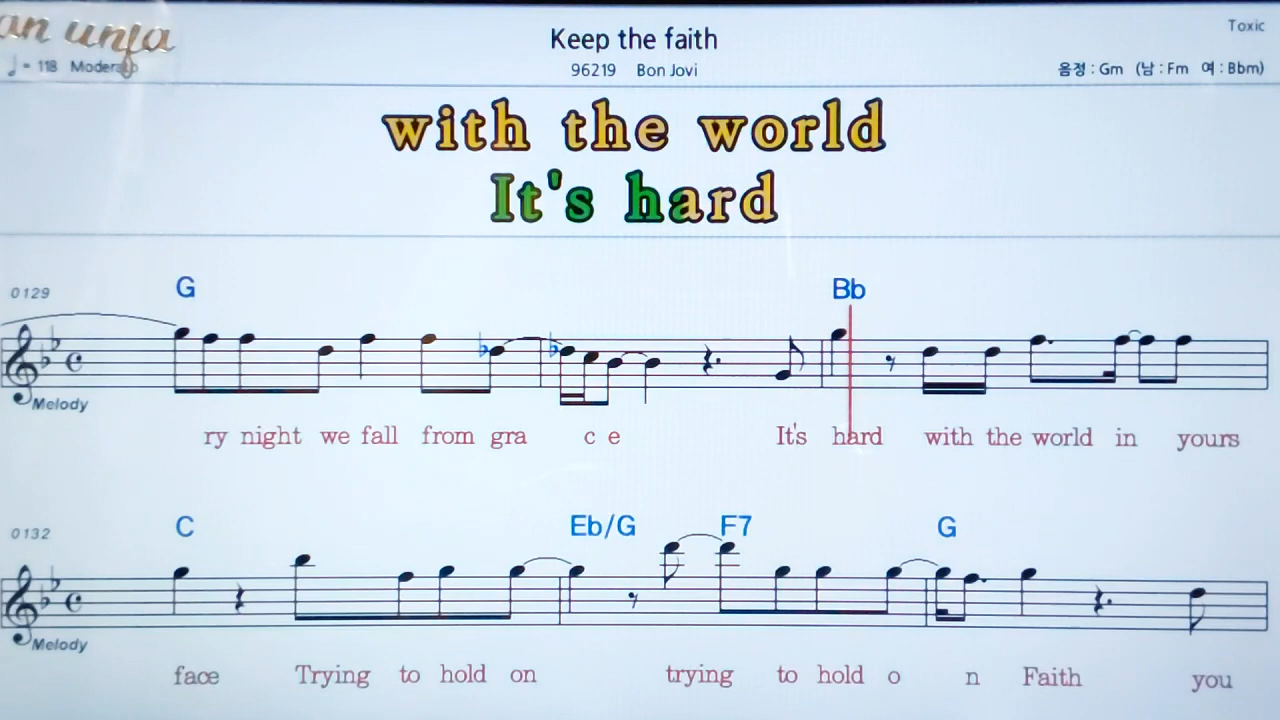 an unfa
Keep the faith
Toxic
♩ = 118 Moderato
96219 Bon Jovi
음정 : Gm (남 : Fm 여 : Bbm)
with the world
It's hard
G
Bb
0129
Melody
ry night we fall from gra c e It's hard with the world in yours
C
Eb/G
F7
G
0132
Melody
face Trying to hold on trying to hold o n Faith you